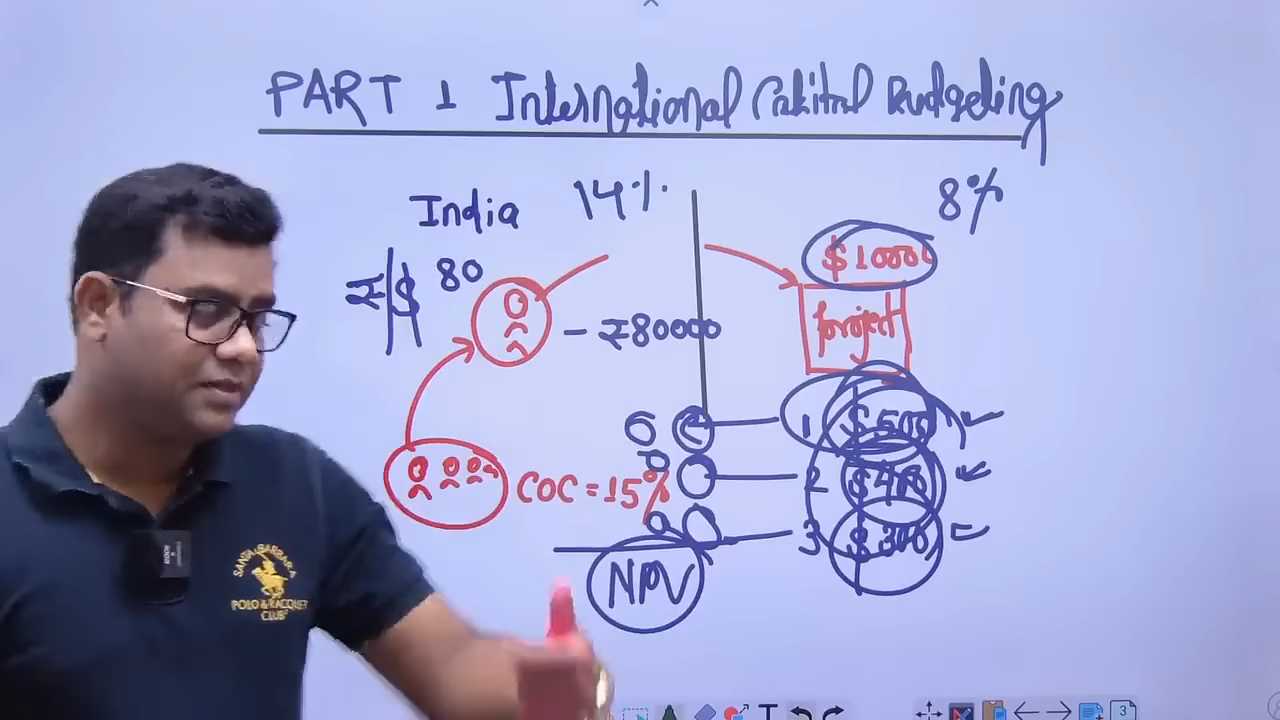 PART 1 International Capital Budgeting
India 14% 8%
₹/$ 80
$1000
- ₹80000
project
1 $500
2 $400
COC = 15%
3 $300
NPV
SANTA BARBARA
POLO & RACQUET
CLUB
T
3